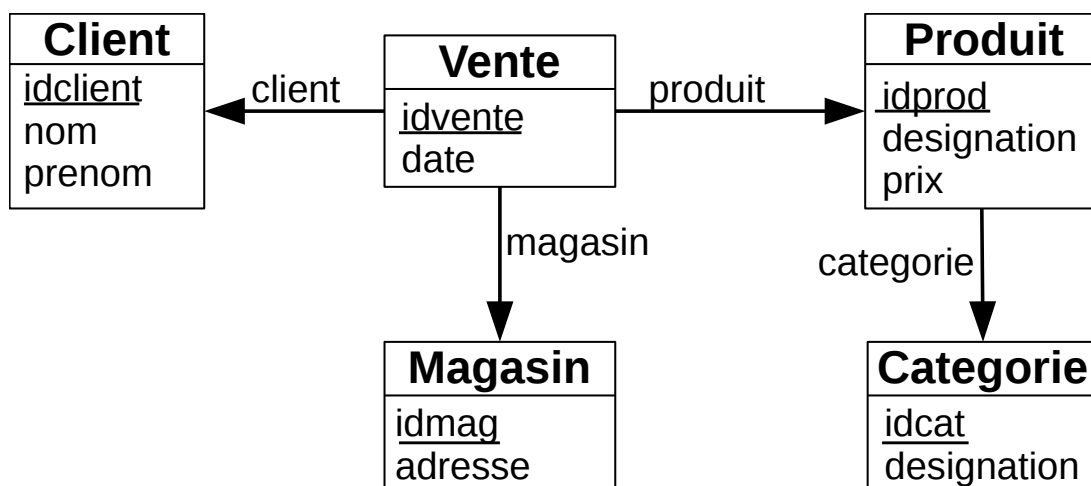 Client
idclient
nom
prenom
client
Vente
idvente
date
produit
Produit
idprod
designation
prix
magasin
categorie
Magasin
idmag
adresse
Categorie
idcat
designation